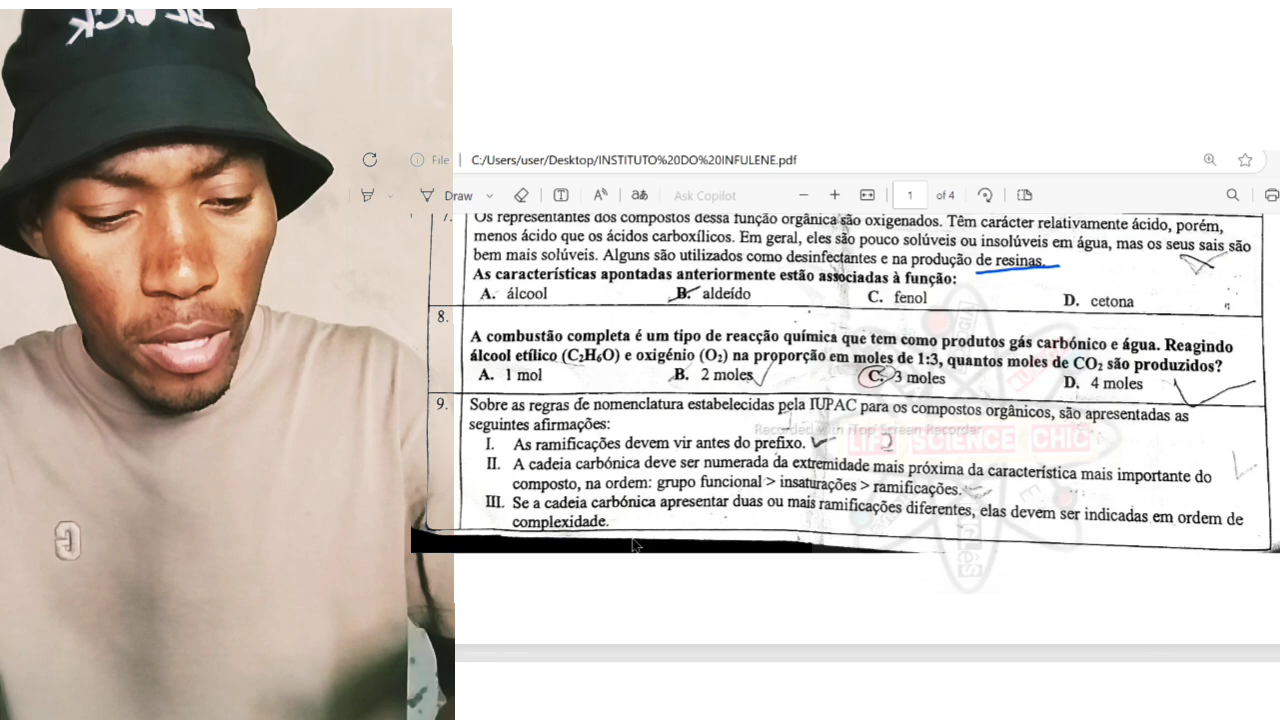 File
C:/Users/user/Desktop/INSTITUTO%20DO%20INFULENE.pdf
Draw
aあ
Ask Copilot
1 of 4
7. Os representantes dos compostos dessa função orgânica são oxigenados. Têm carácter relativamente ácido, porém,
menos ácido que os ácidos carboxílicos. Em geral, eles são pouco solúveis ou insolúveis em água, mas os seus sais são
bem mais solúveis. Alguns são utilizados como desinfectantes e na produção de resinas.
As características apontadas anteriormente estão associadas à função:
A. álcool B. aldeído C. fenol D. cetona
8.
A combustão completa é um tipo de reacção química que tem como produtos gás carbónico e água. Reagindo
álcool etílico (C₂H₆O) e oxigénio (O₂) na proporção em moles de 1:3, quantos moles de CO₂ são produzidos?
A. 1 mol B. 2 moles C. 3 moles D. 4 moles
9. Sobre as regras de nomenclatura estabelecidas pela IUPAC para os compostos orgânicos, são apresentadas as
seguintes afirmações:
Recorded with iTop Screen Recorder
LIFE SCIENCE CHIC
I. As ramificações devem vir antes do prefixo.
II. A cadeia carbónica deve ser numerada da extremidade mais próxima da característica mais importante do
composto, na ordem: grupo funcional > insaturações > ramificações.
III. Se a cadeia carbónica apresentar duas ou mais ramificações diferentes, elas devem ser indicadas em ordem de
complexidade.